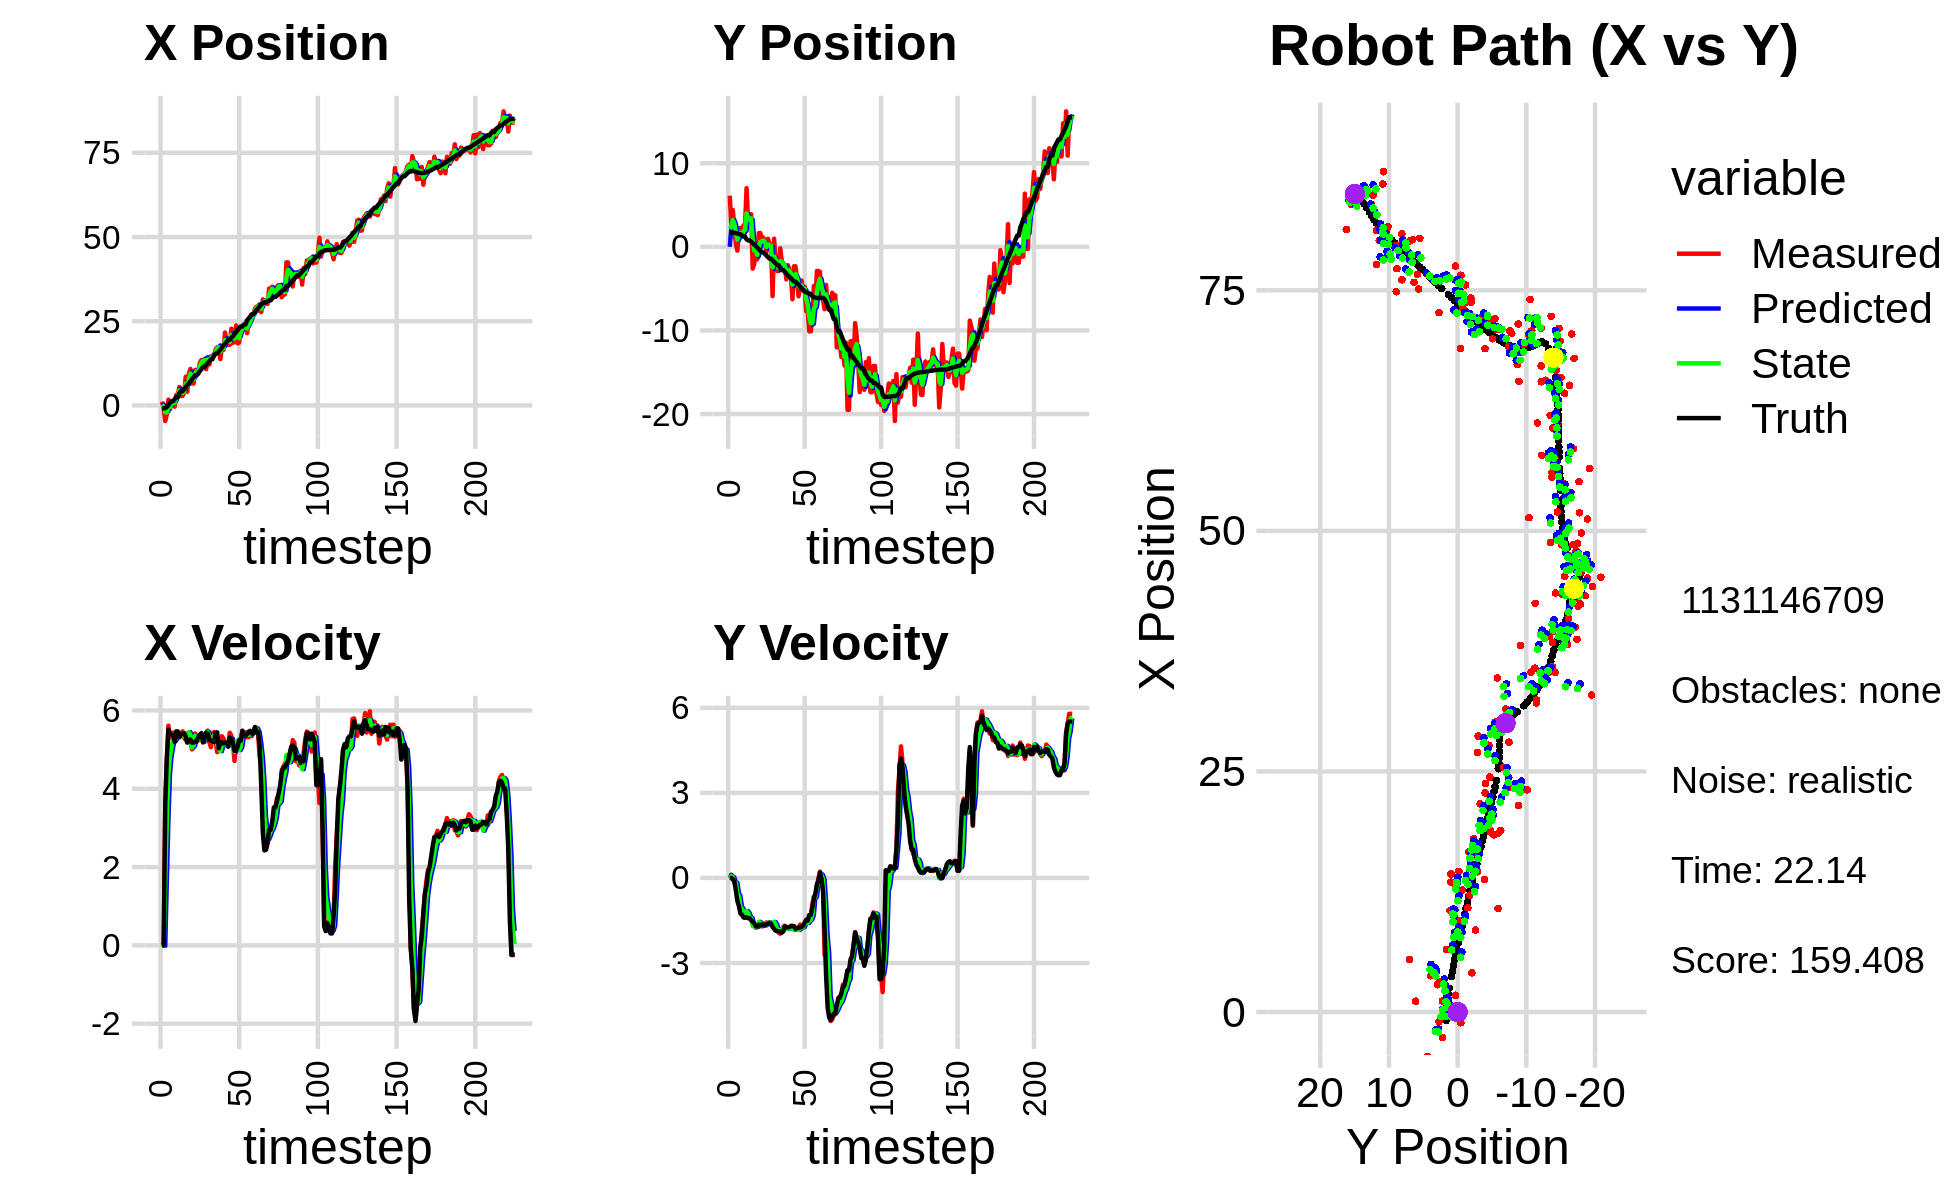 X Position
75
50
25
0
0
50
100
150
200
timestep
Y Position
10
0
-10
-20
0
50
100
150
200
timestep
X Velocity
6
4
2
0
-2
0
50
100
150
200
timestep
Y Velocity
6
3
0
-3
0
50
100
150
200
timestep
Robot Path (X vs Y)
X Position
75
50
25
0
20 10 0 -10 -20
Y Position
variable
Measured
Predicted
State
Truth
1131146709
Obstacles: none
Noise: realistic
Time: 22.14
Score: 159.408